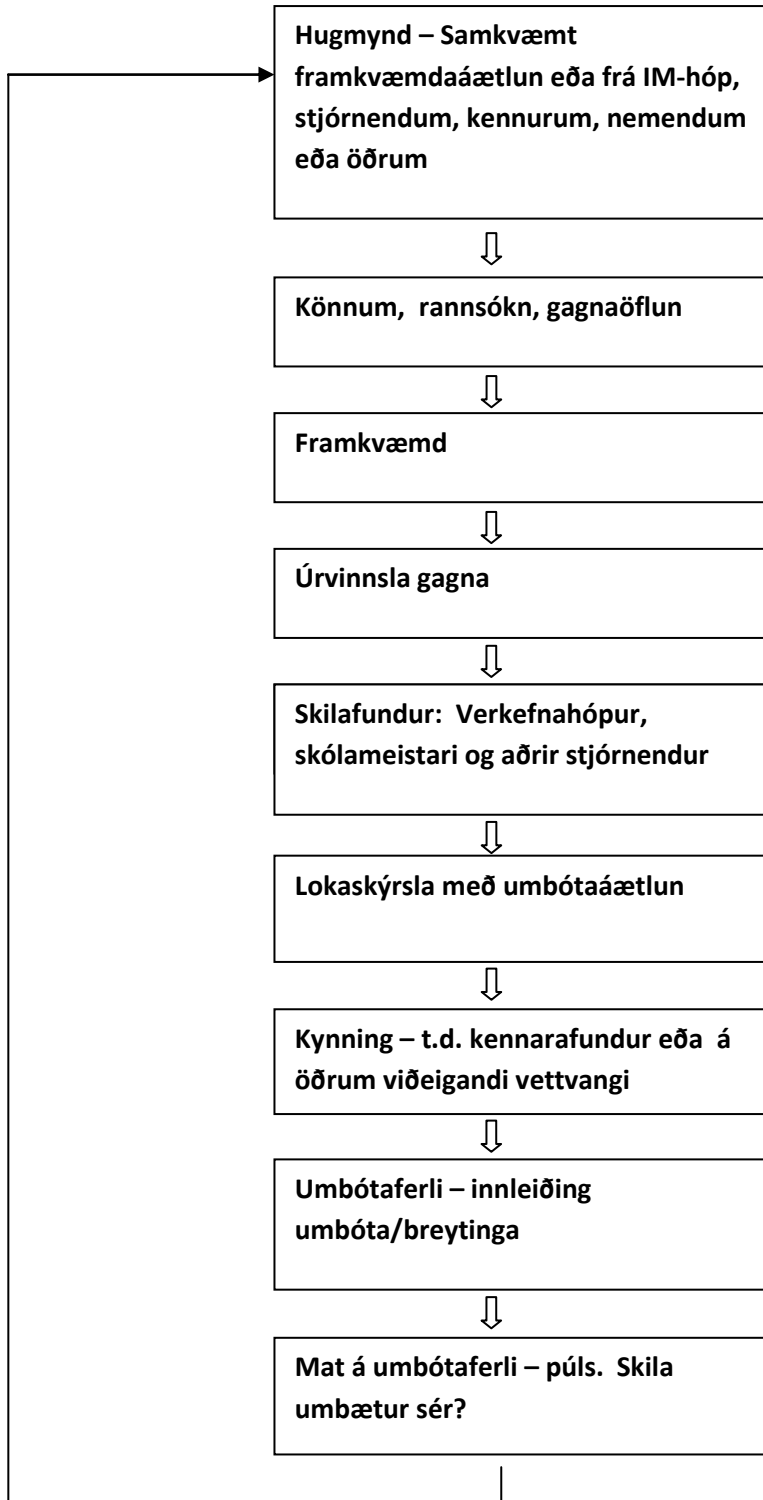 Hugmynd – Samkvæmt
framkvæmdaáætlun eða frá IM-hóp,
stjórnendum, kennurum, nemendum
eða öðrum
Könnum,  rannsókn, gagnaöflun
Framkvæmd
Úrvinnsla gagna
Skilafundur:  Verkefnahópur,
skólameistari og aðrir stjórnendur
Lokaskýrsla með umbótaáætlun
Kynning – t.d. kennarafundur eða  á
öðrum viðeigandi vettvangi
Umbótaferli – innleiðing
umbóta/breytinga
Mat á umbótaferli – púls.  Skila
umbætur sér?